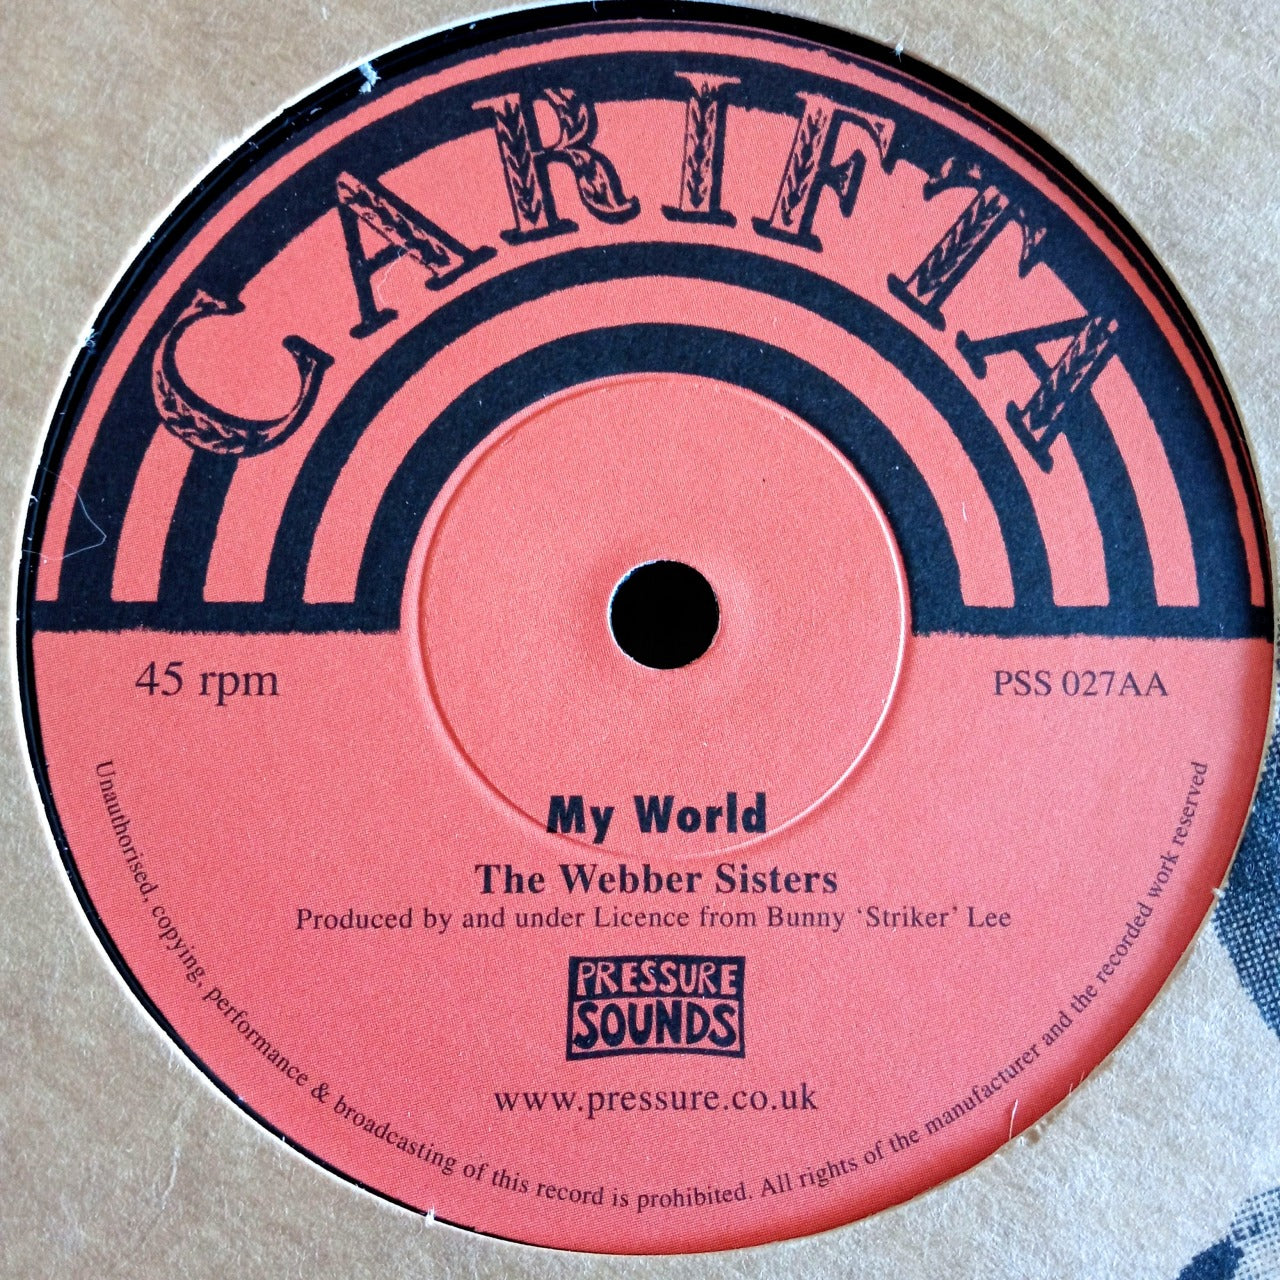 CARIFTA
45 rpm
PSS 027AA
My World
The Webber Sisters
Produced by and under Licence from Bunny ‘Striker’ Lee
PRESSURE
SOUNDS
www.pressure.co.uk
Unauthorised, copying, performance & broadcasting of this record is prohibited. All rights of the manufacturer and the recorded work reserved